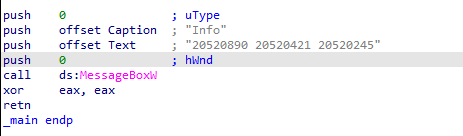 push 0 ; uType
push offset Caption ; "Info"
push offset Text ; "20520890 20520421 20520245"
push 0 ; hWnd
call ds:MessageBoxW
xor eax, eax
retn
_main endp